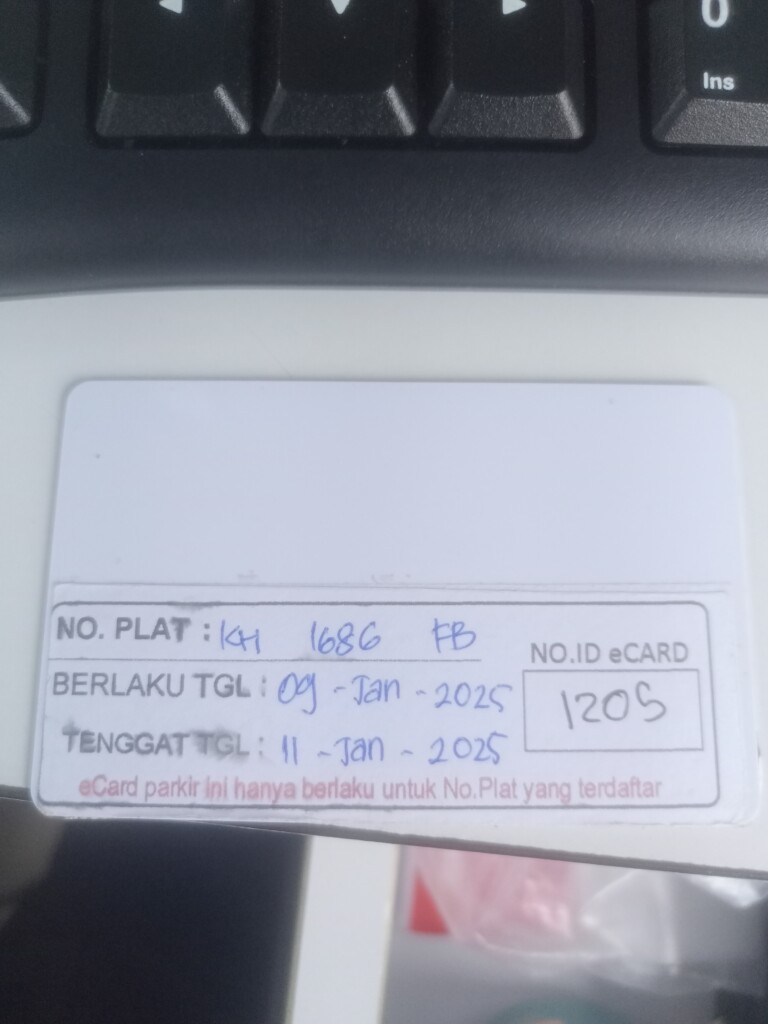 0
Ins
NO. PLAT : KH 1686 FB
NO.ID eCARD
BERLAKU TGL : 09 - Jan - 2025
1205
TENGGAT TGL : 11 - Jan - 2025
eCard parkir ini hanya berlaku untuk No.Plat yang terdaftar